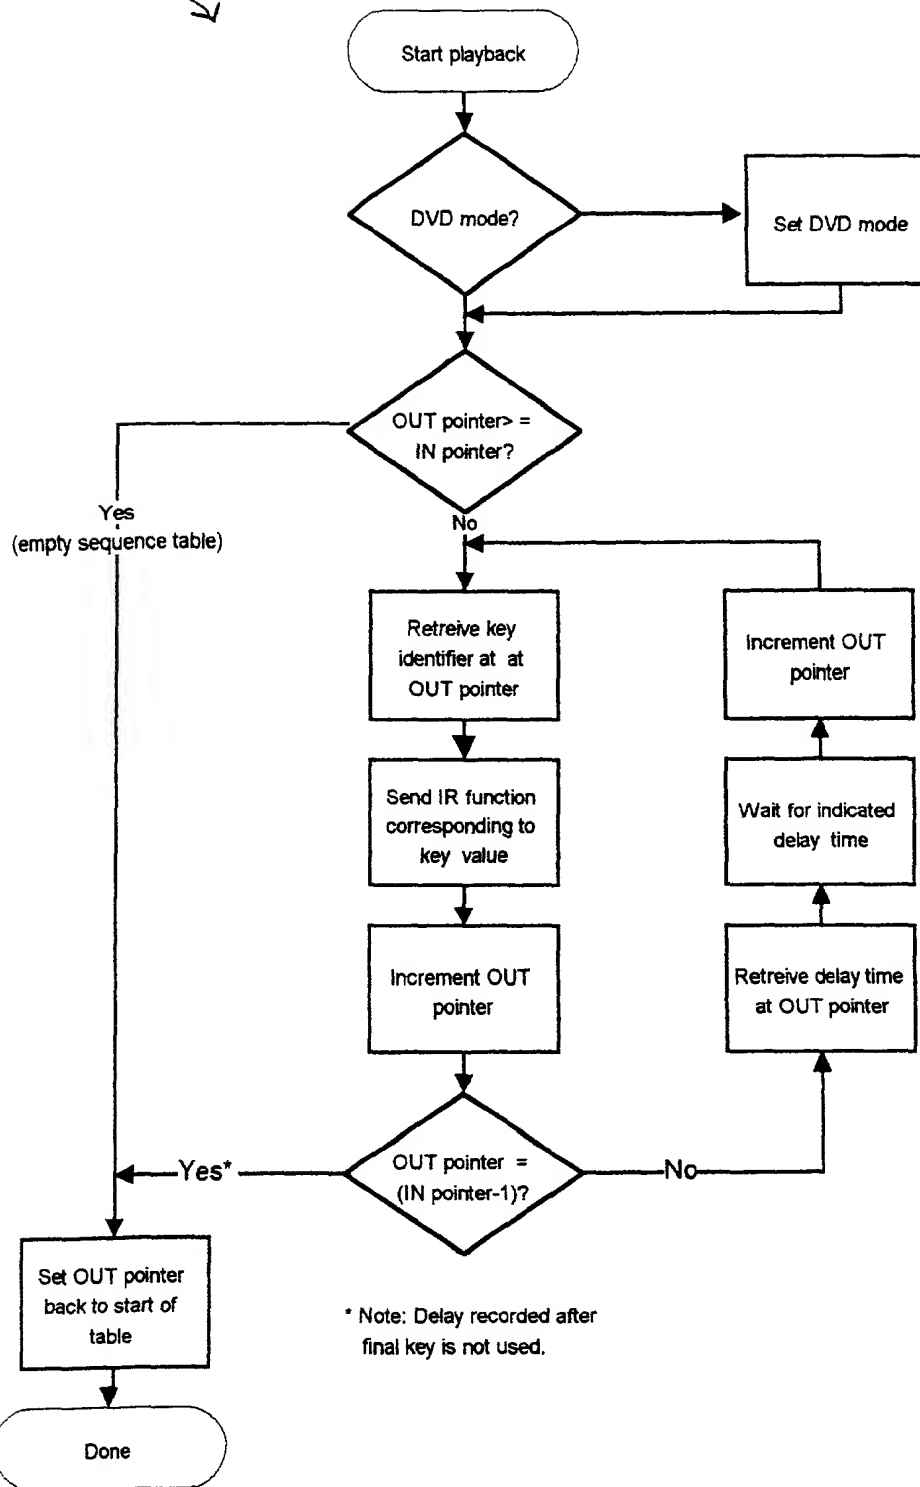 Start playback
DVD mode?
Set DVD mode
OUT pointer> =
IN pointer?
Yes
(empty sequence table)
No
Retreive key
identifier at at
OUT pointer
Increment OUT
pointer
Send IR function
corresponding to
key value
Wait for indicated
delay time
Increment OUT
pointer
Retreive delay time
at OUT pointer
Yes*
OUT pointer =
(IN pointer-1)?
No
Set OUT pointer
back to start of
table
* Note: Delay recorded after
final key is not used.
Done